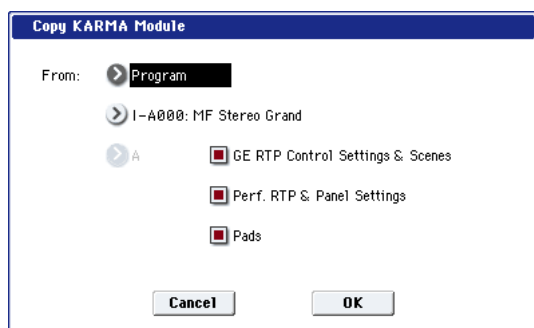 Copy KARMA Module
From: Program
I-A000: MF Stereo Grand
A GE RTP Control Settings & Scenes
Perf. RTP & Panel Settings
Pads
Cancel OK